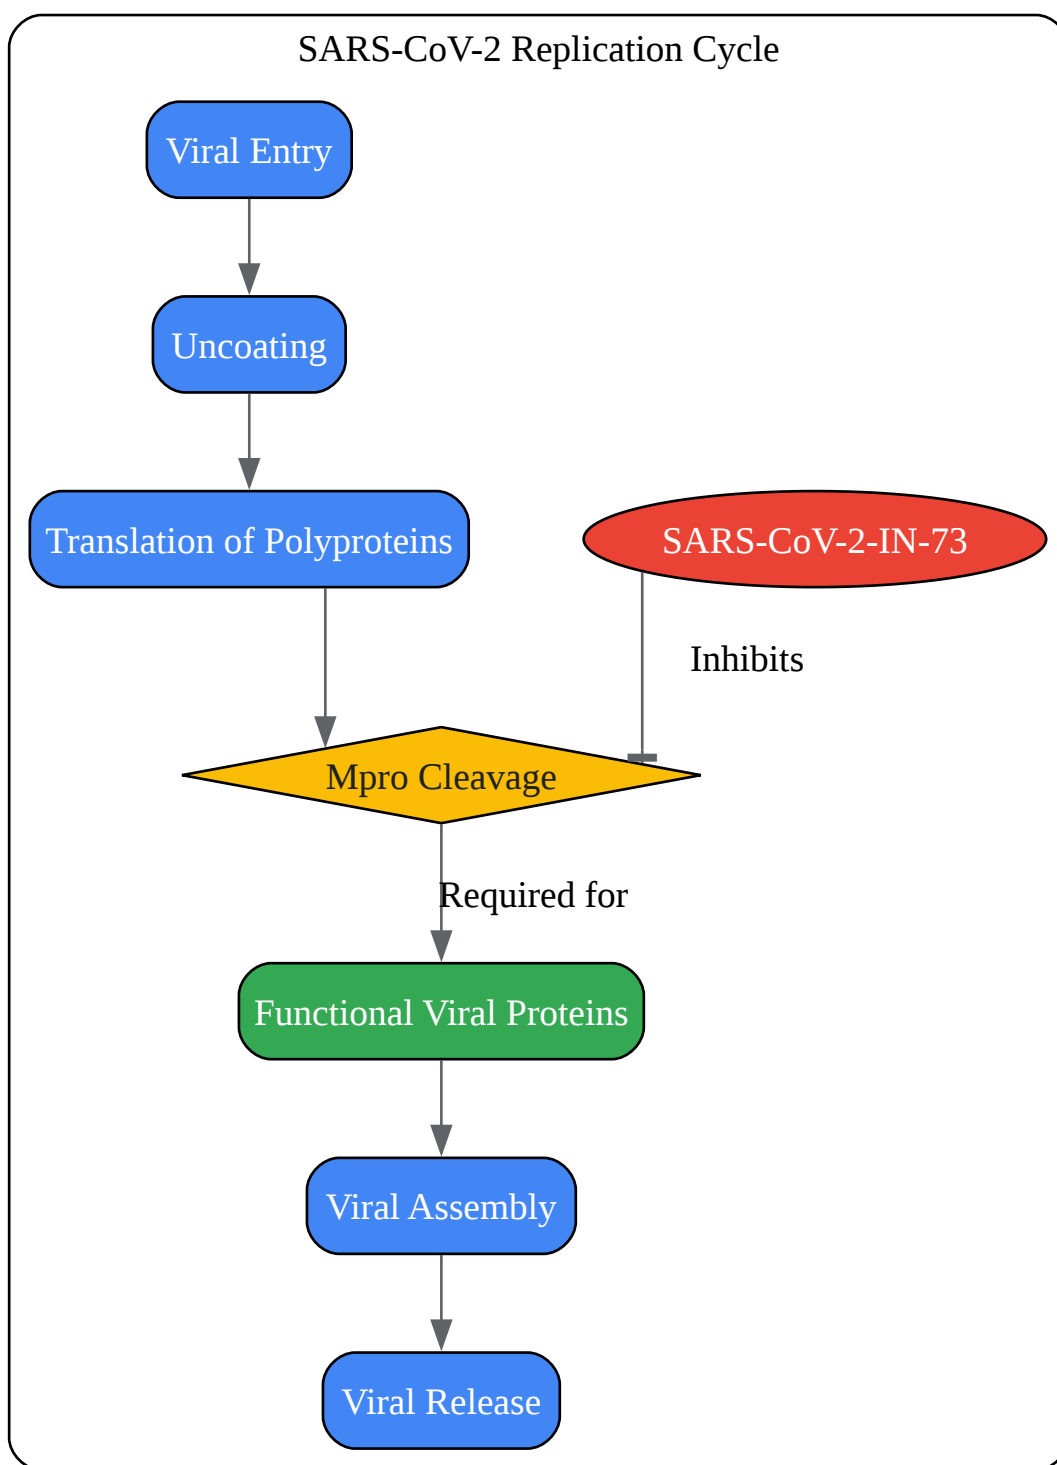 SARS-CoV-2 Replication Cycle
Viral Entry
Uncoating
Translation of Polyproteins
SARS-CoV-2-IN-73
Inhibits
Mpro Cleavage
Required for
Functional Viral Proteins
Viral Assembly
Viral Release